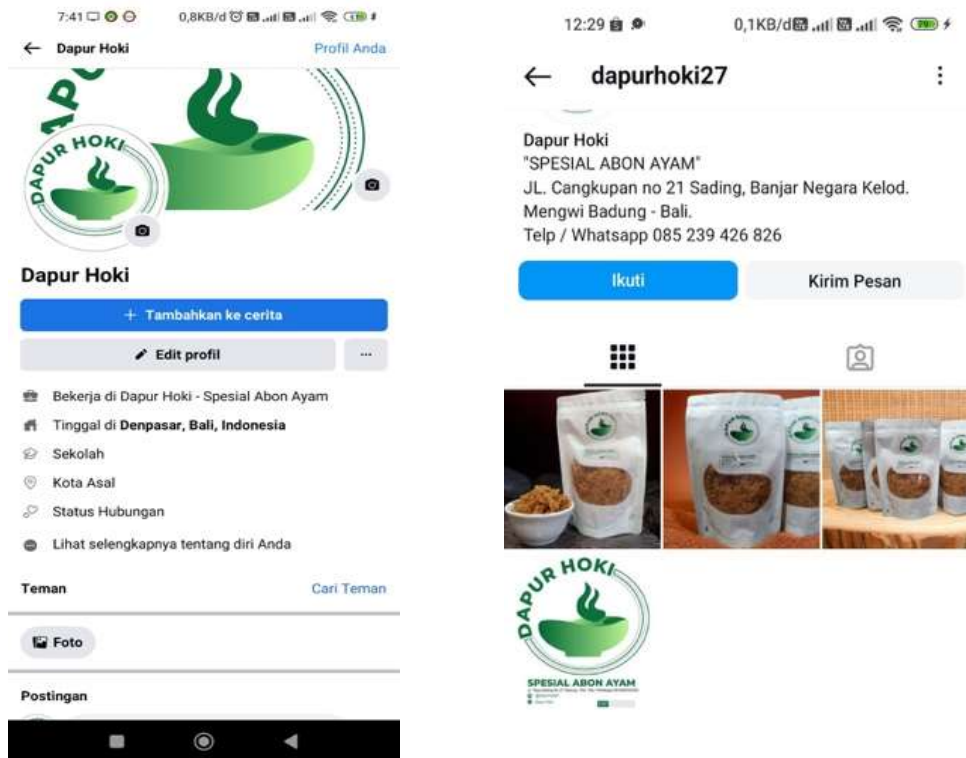 7:41
0,8KB/d
Dapur Hoki
Profil Anda
DAPUR HOKI
Dapur Hoki
+ Tambahkan ke cerita
Edit profil
Bekerja di Dapur Hoki - Spesial Abon Ayam
Tinggal di Denpasar, Bali, Indonesia
Sekolah
Kota Asal
Status Hubungan
Lihat selengkapnya tentang diri Anda
Teman
Cari Teman
Foto
Postingan
12:29
0,1KB/d
dapurhoki27
Dapur Hoki
"SPESIAL ABON AYAM"
JL. Cangkupan no 21 Sading, Banjar Negara Kelod.
Mengwi Badung - Bali.
Telp / Whatsapp 085 239 426 826
Ikuti
Kirim Pesan
DAPUR HOKI
SPESIAL ABON AYAM